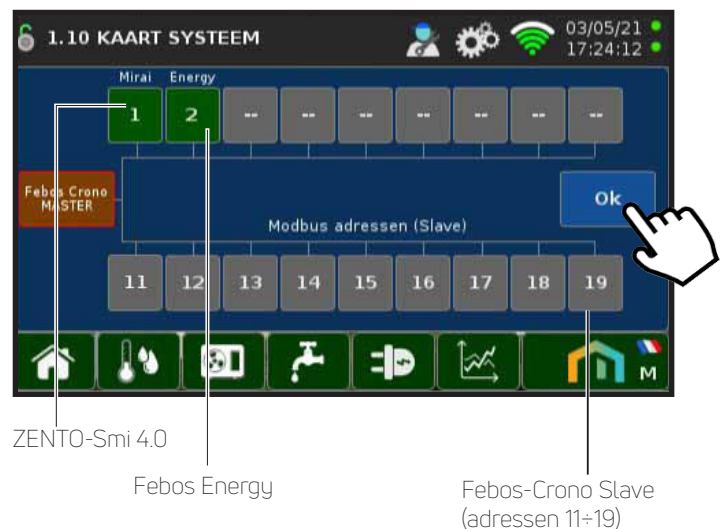 1.10 KAART SYSTEEM
03/05/21
17:24:12
Mirai Energy
1 2 -- -- -- -- -- -- --
Febos Crono
MASTER
Ok
Modbus adressen (Slave)
11 12 13 14 15 16 17 18 19
M
ZENTO-Smi 4.0
Febos Energy
Febos-Crono Slave
(adressen 11÷19)